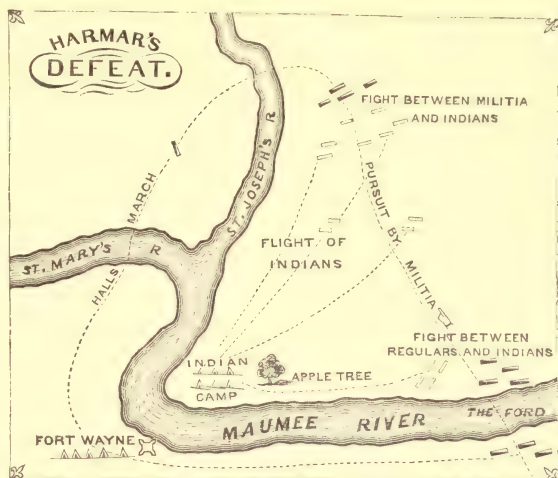 HARMAR'S
DEFEAT.
FIGHT BETWEEN MILITIA
AND INDIANS
ST. JOSEPH'S R
HALLS MARCH
PURSUIT BY MILITIA
ST. MARY'S R
FLIGHT OF
INDIANS
FIGHT BETWEEN
REGULARS AND INDIANS
INDIAN
CAMP
APPLE TREE
MAUMEE RIVER
THE FORD
FORT WAYNE